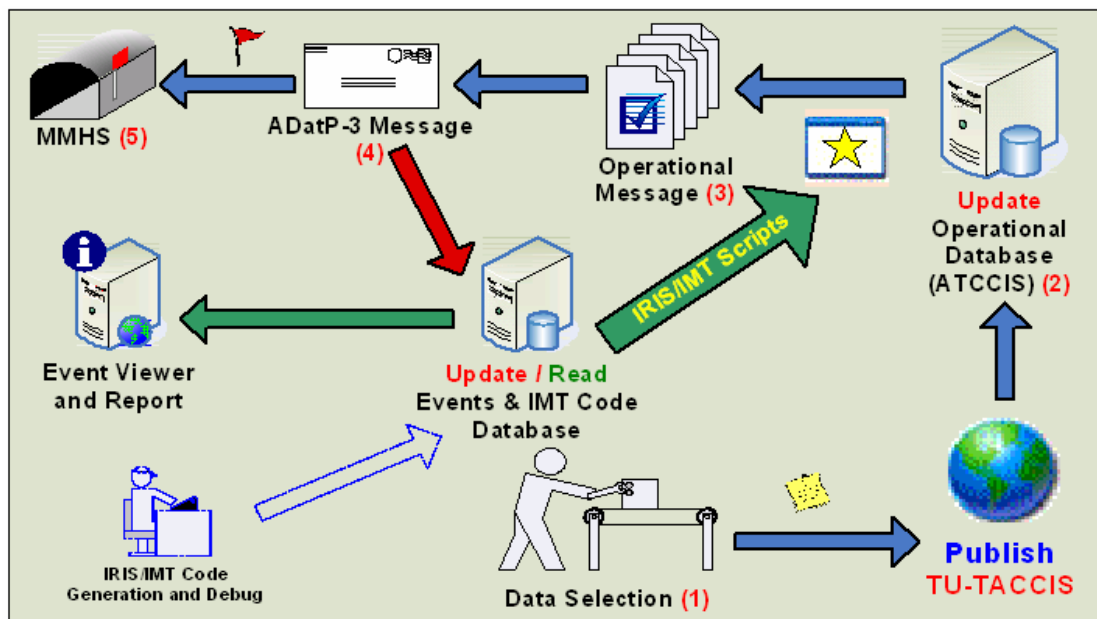 MMHS (5)
ADatP-3 Message
(4)
Operational
Message (3)
Update
Operational
Database
(ATCCIS) (2)
IRIS/IMT Scripts
Event Viewer
and Report
Update / Read
Events & IMT Code
Database
IRIS/IMT Code
Generation and Debug
Data Selection (1)
Publish
TU-TACCIS